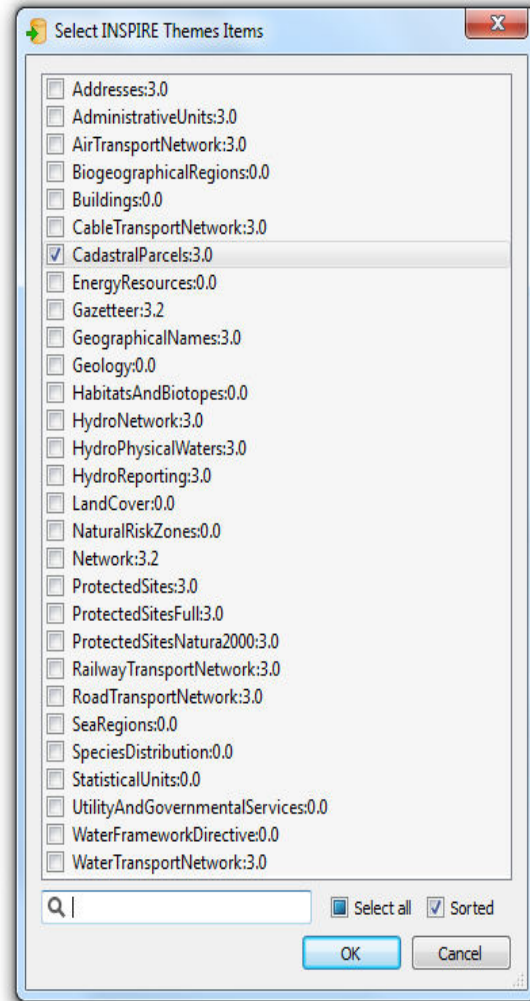 Select INSPIRE Themes Items
Addresses:3.0
AdministrativeUnits:3.0
AirTransportNetwork:3.0
BiogeographicalRegions:0.0
Buildings:0.0
CableTransportNetwork:3.0
CadastralParcels:3.0
EnergyResources:0.0
Gazetteer:3.2
GeographicalNames:3.0
Geology:0.0
HabitatsAndBiotopes:0.0
HydroNetwork:3.0
HydroPhysicalWaters:3.0
HydroReporting:3.0
LandCover:0.0
NaturalRiskZones:0.0
Network:3.2
ProtectedSites:3.0
ProtectedSitesFull:3.0
ProtectedSitesNatura2000:3.0
RailwayTransportNetwork:3.0
RoadTransportNetwork:3.0
SeaRegions:0.0
SpeciesDistribution:0.0
StatisticalUnits:0.0
UtilityAndGovernmentalServices:0.0
WaterFrameworkDirective:0.0
WaterTransportNetwork:3.0
Select all Sorted
OK Cancel